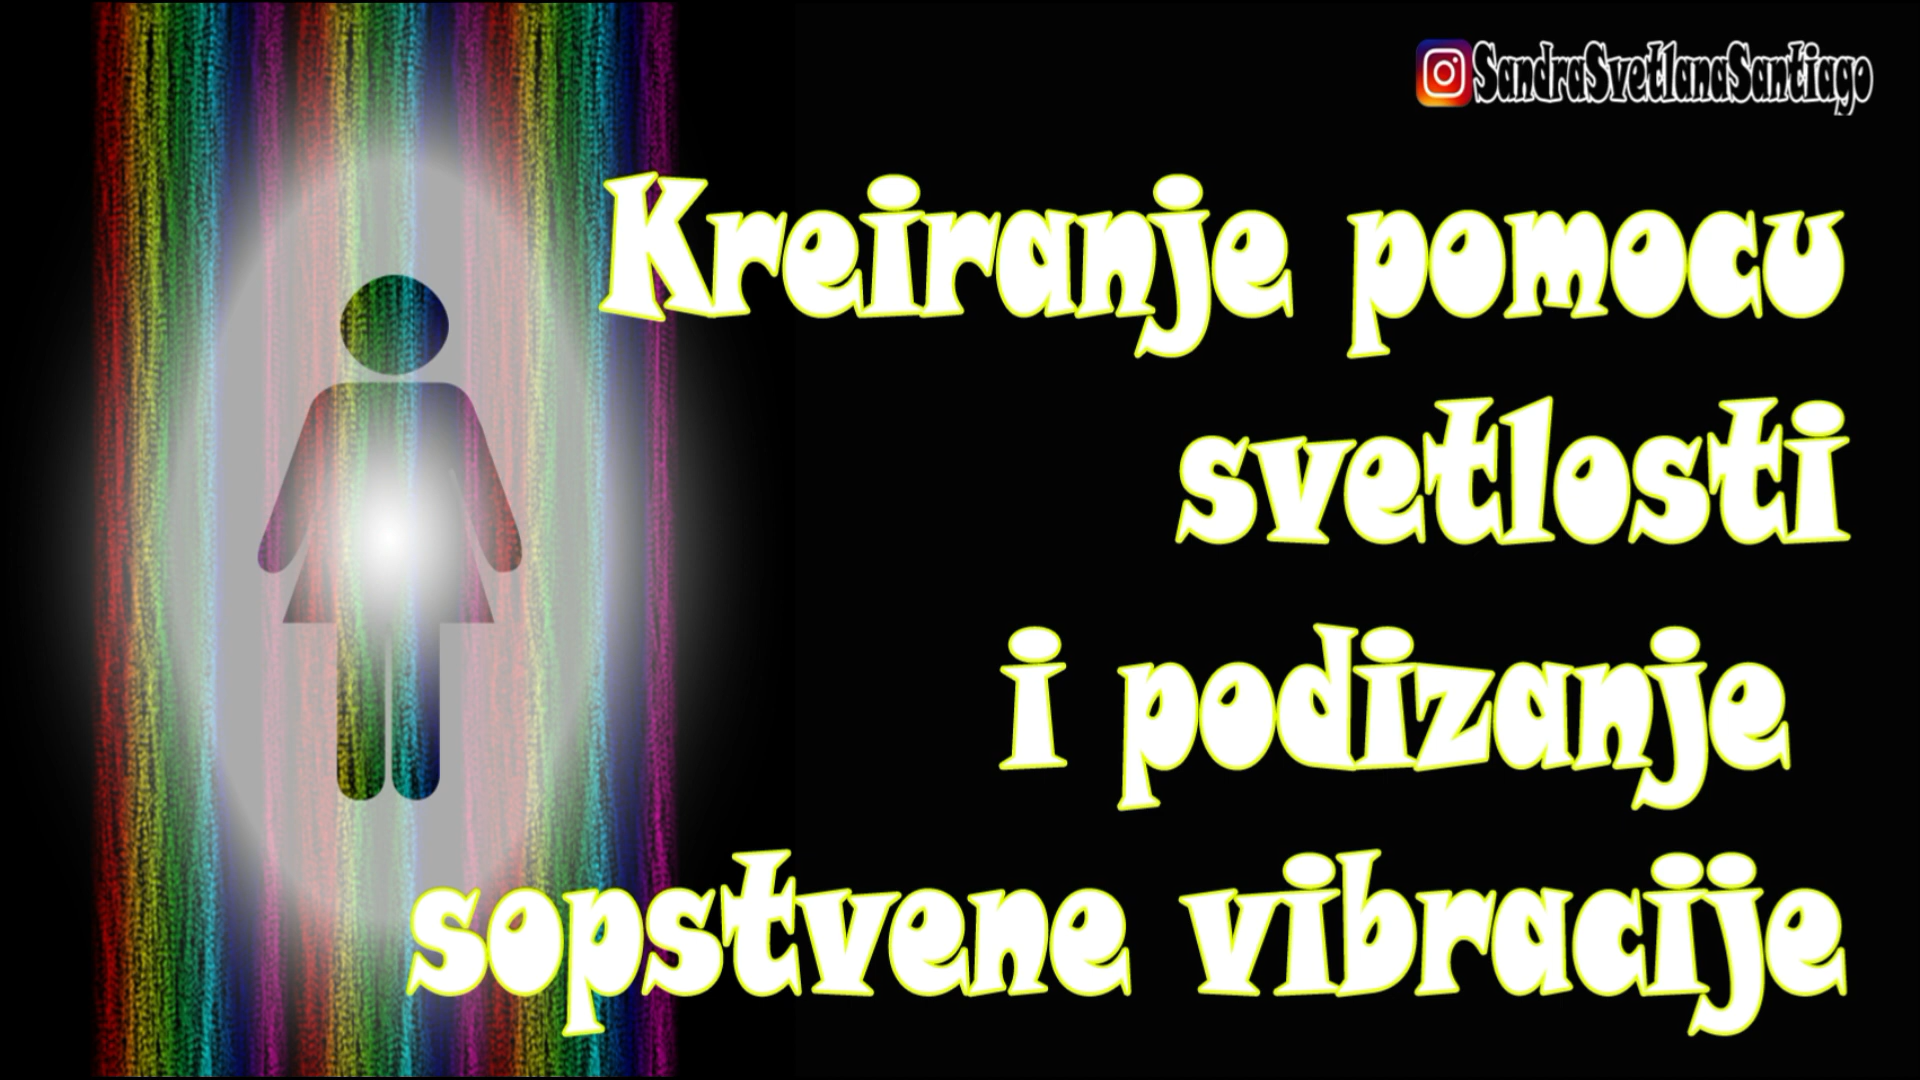 SandraSvetlanaSantiago
Kreiranje pomocu
svetlosti
i podizanje
sopstvene vibracije